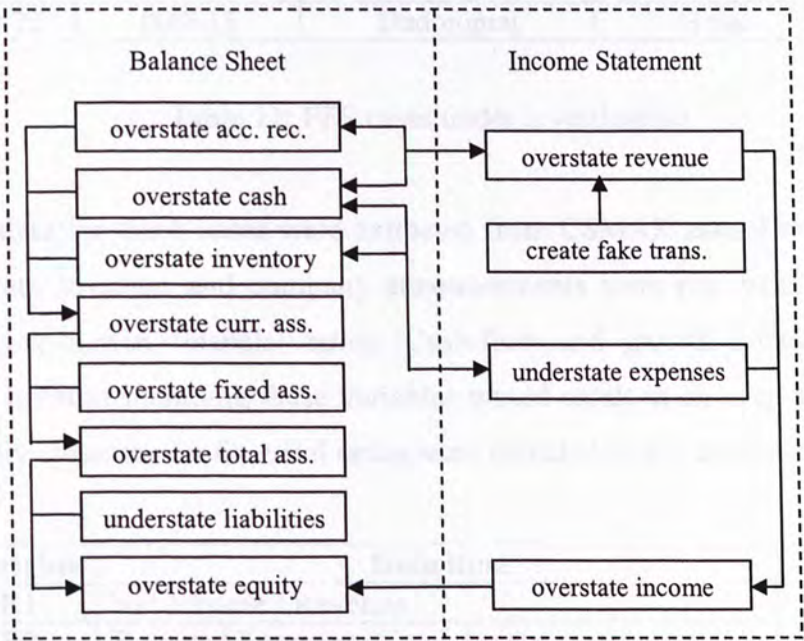 Balance Sheet
Income Statement
overstate acc. rec.
overstate cash
overstate inventory
overstate curr. ass.
overstate fixed ass.
overstate total ass.
understate liabilities
overstate equity
overstate revenue
create fake trans.
understate expenses
overstate income